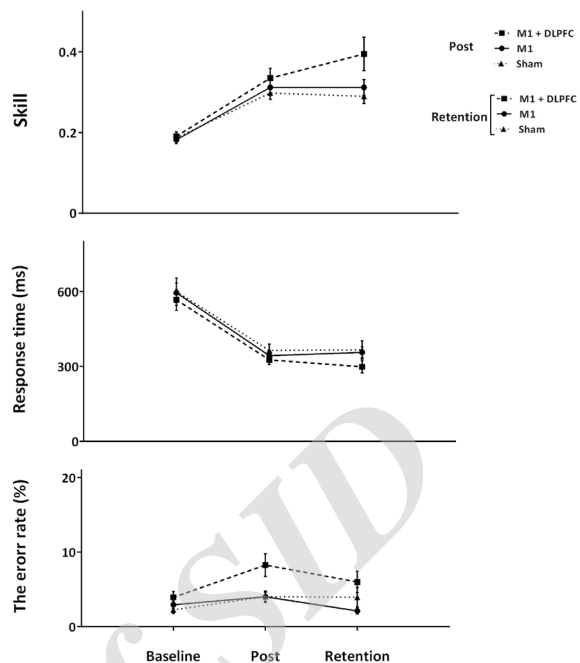 Skill
0.4
0.2
0
Post
M1 + DLPFC
M1
Sham
Retention
M1 + DLPFC
M1
Sham
Response time (ms)
600
300
0
The erorr rate (%)
20
10
0
Baseline Post Retention
SID